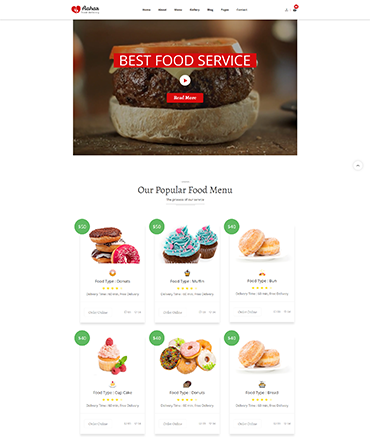 Aahar
Home About Menu Gallery Blog Pages Contact
BEST FOOD SERVICE
Read More
Our Popular Food Menu
The process of our service
$50 $50 $40
Food Type : Donuts Food Type : Muffin Food Type : Bun
Delivery Time : 60 min, Free Delivery Delivery Time : 60 min, Free Delivery Delivery Time : 60 min, Free Delivery
Order Online Order Online Order Online
$40 $40 $40
Food Type : Cup Cake Food Type : Donuts Food Type : Bread
Delivery Time : 60 min, Free Delivery Delivery Time : 60 min, Free Delivery Delivery Time : 60 min, Free Delivery
Order Online Order Online Order Online